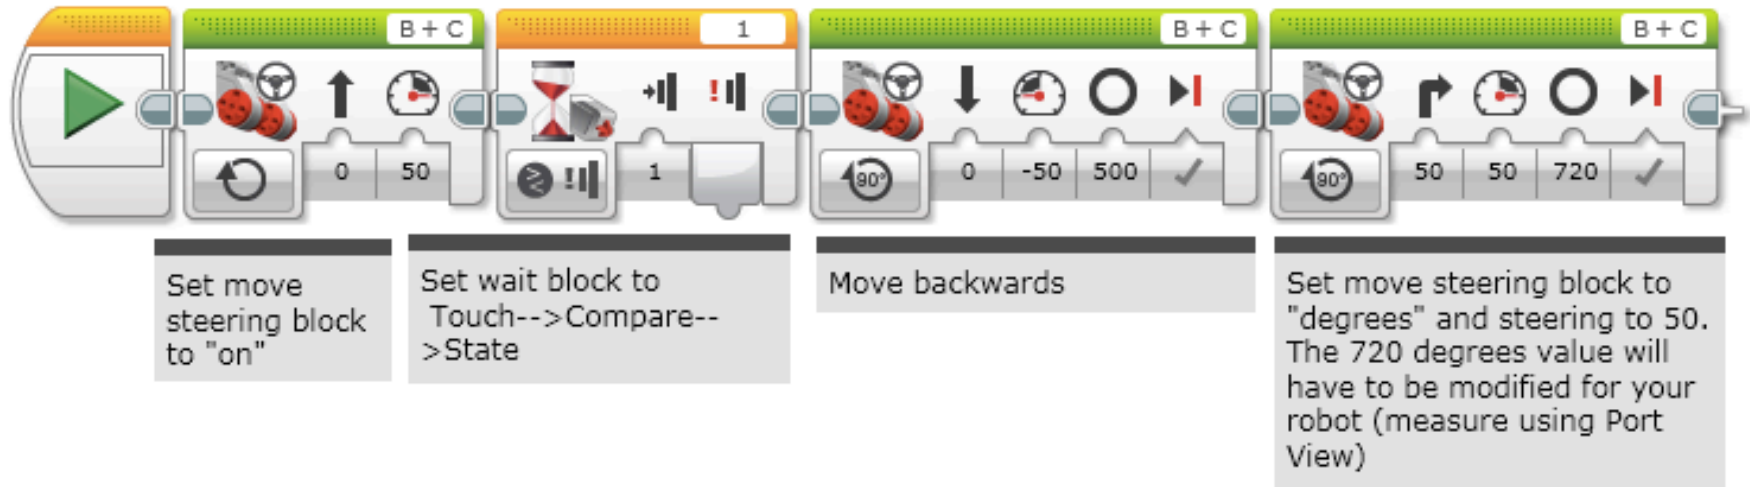 B + C
1
B + C
B + C
0 50
1
90° 0 -50 500
90° 50 50 720
Set move
steering block
to "on"
Set wait block to
Touch-->Compare--
>State
Move backwards
Set move steering block to
"degrees" and steering to 50.
The 720 degrees value will
have to be modified for your
robot (measure using Port
View)